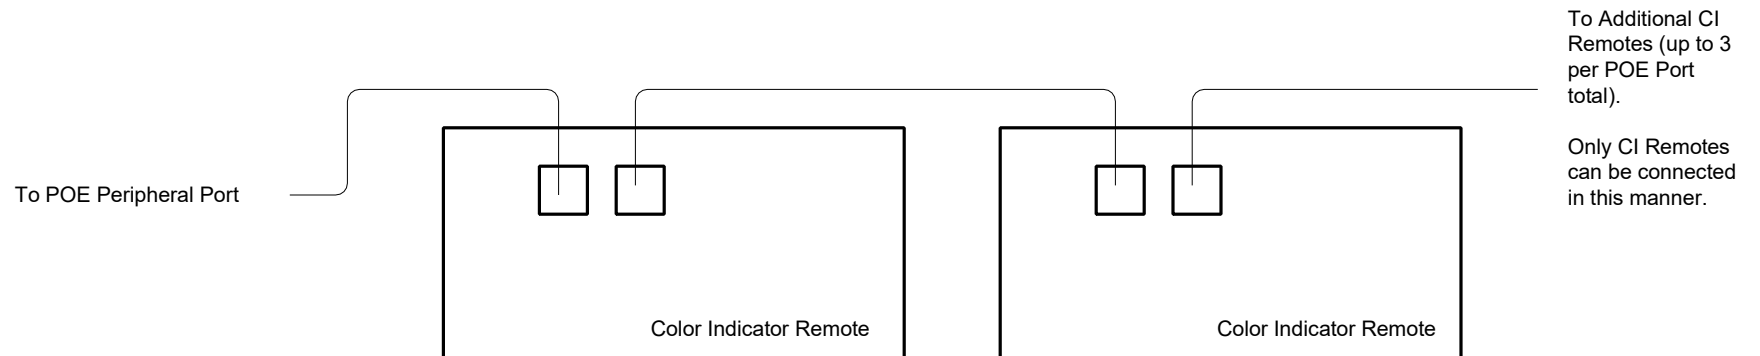 To POE Peripheral Port
Color Indicator Remote
Color Indicator Remote
To Additional CI
Remotes (up to 3
per POE Port
total).
Only CI Remotes
can be connected
in this manner.